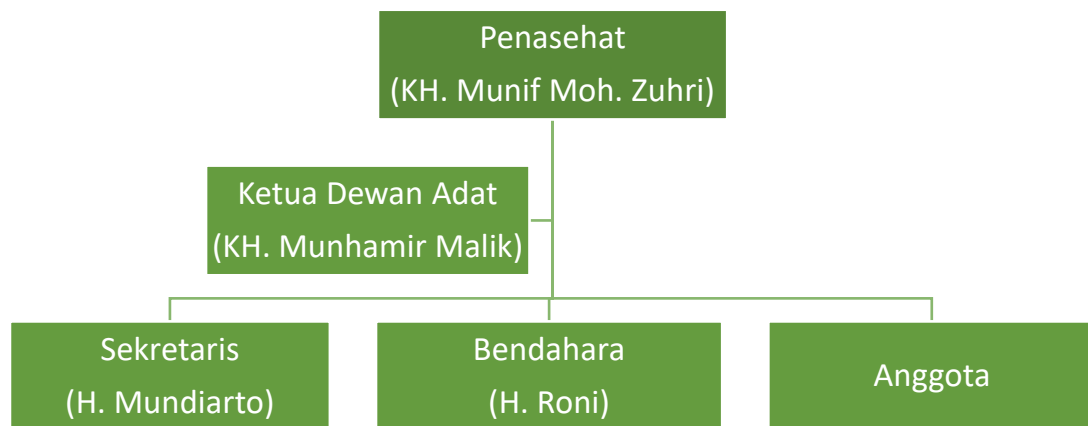 Penasehat
(KH. Munif Moh. Zuhri)
Ketua Dewan Adat
(KH. Munhamir Malik)
Sekretaris
(H. Mundiarto)
Bendahara
(H. Roni)
Anggota